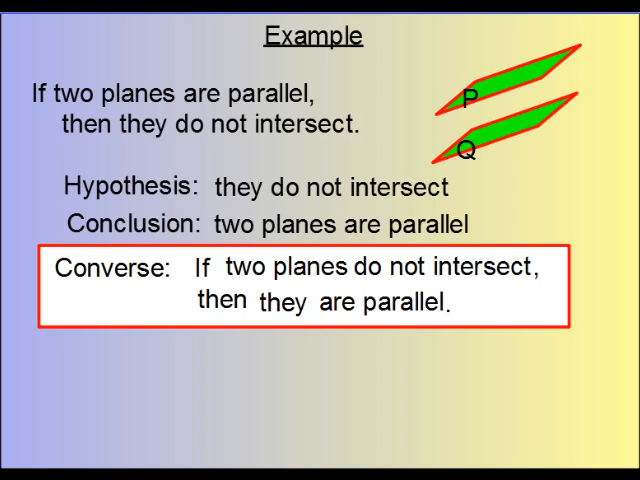 Example
If two planes are parallel,
then they do not intersect.
P
Q
Hypothesis: they do not intersect
Conclusion: two planes are parallel
Converse: If two planes do not intersect,
then they are parallel.